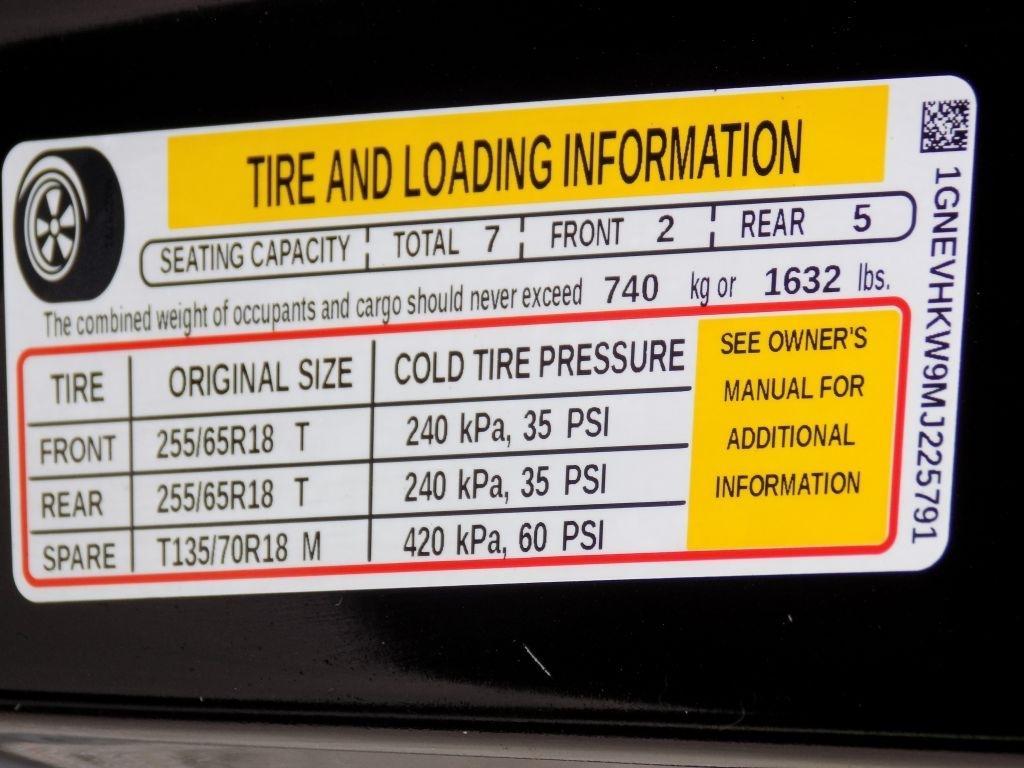 TIRE AND LOADING INFORMATION
SEATING CAPACITY TOTAL 7 FRONT 2 REAR 5
The combined weight of occupants and cargo should never exceed 740 kg or 1632 lbs.
TIRE ORIGINAL SIZE COLD TIRE PRESSURE
FRONT 255/65R18 T 240 kPa, 35 PSI
REAR 255/65R18 T 240 kPa, 35 PSI
SPARE T135/70R18 M 420 kPa, 60 PSI
SEE OWNER'S
MANUAL FOR
ADDITIONAL
INFORMATION
1GNEVHKW9MJ225791